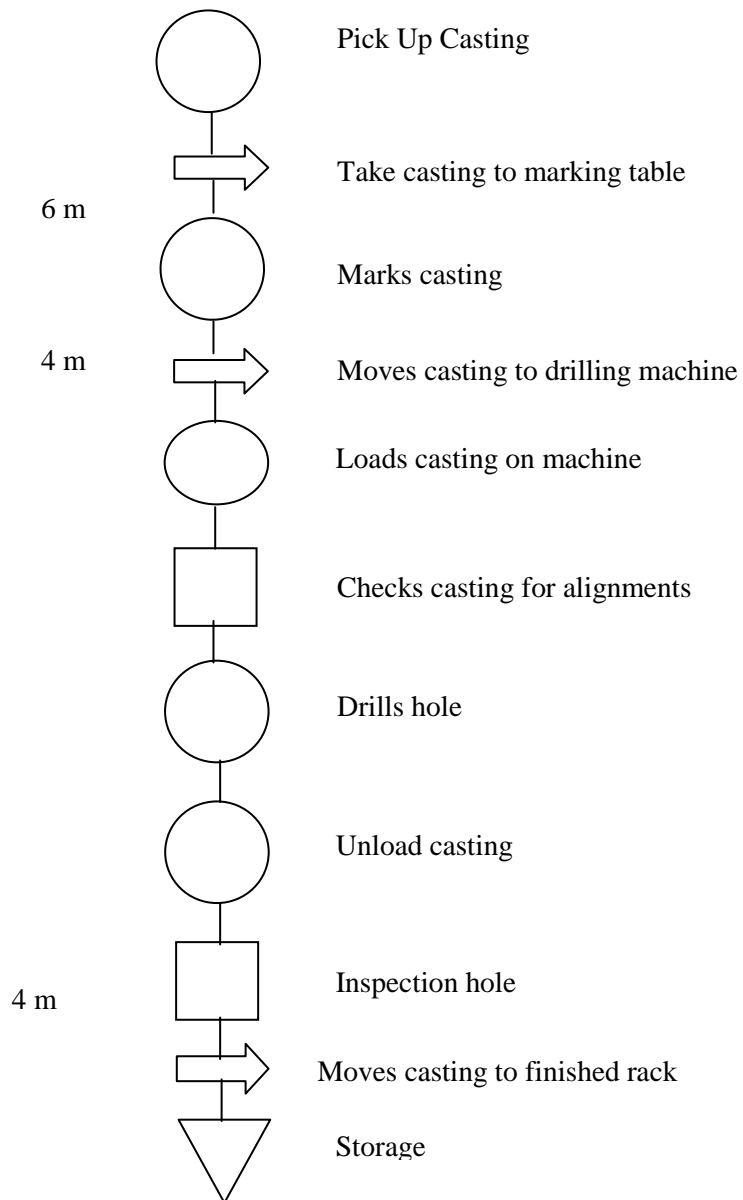 Pick Up Casting
Take casting to marking table
6 m
Marks casting
4 m
Moves casting to drilling machine
Loads casting on machine
Checks casting for alignments
Drills hole
Unload casting
Inspection hole
4 m
Moves casting to finished rack
Storage